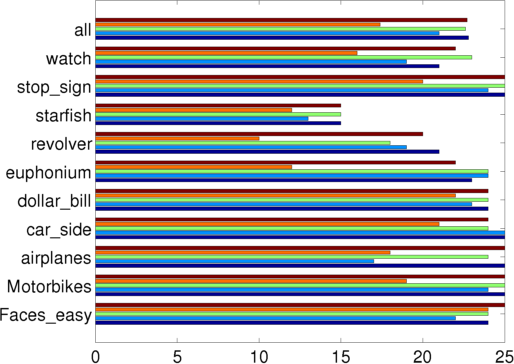 all
watch
stop_sign
starfish
revolver
euphonium
dollar_bill
car_side
airplanes
Motorbikes
Faces_easy
0 5 10 15 20 25